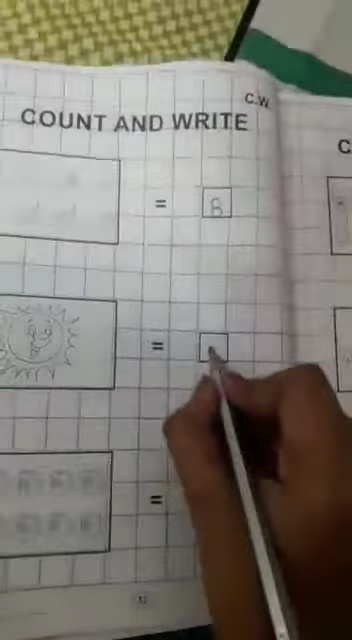 C.W.
COUNT AND WRITE
= 8
=
=
C